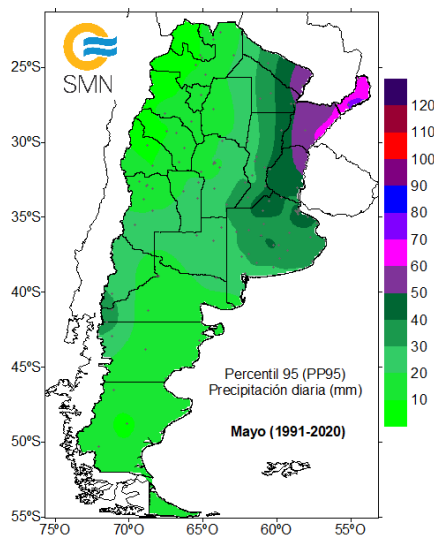 SMN
25°S
30°S
35°S
40°S
45°S
50°S
55°S
75°O
70°O
65°O
60°O
55°O
120
110
100
90
80
70
60
50
40
30
20
10
Percentil 95 (PP95)
Precipitación diaria (mm)
Mayo (1991-2020)